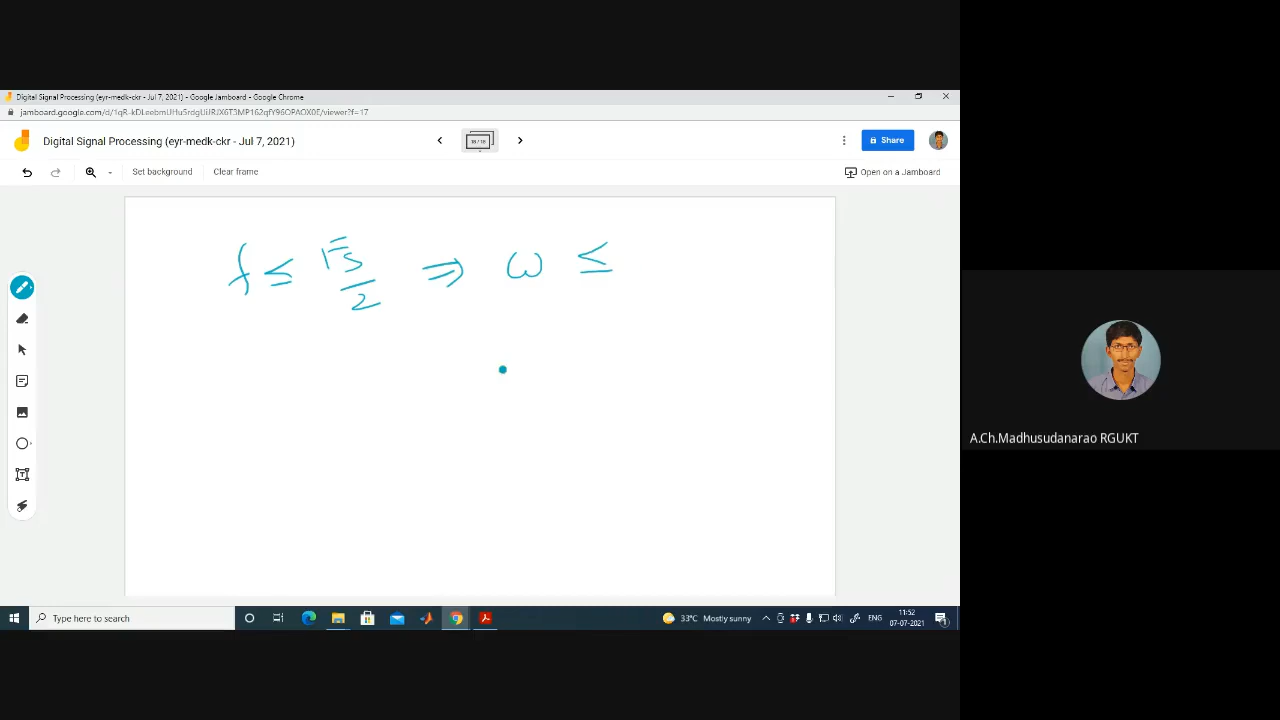 Digital Signal Processing (eyr-medk-ckr - Jul 7, 2021) - Google Jamboard - Google Chrome
Digital Signal Processing (eyr-medk-ckr - Jul 7, 2021)
18 / 18
Share
Set background
Clear frame
Open on a Jamboard
f ≤ Fs/2 ⇒ ω ≤
A.Ch.Madhusudanarao RGUKT
Type here to search
33°C Mostly sunny
ENG
11:52
07-07-2021